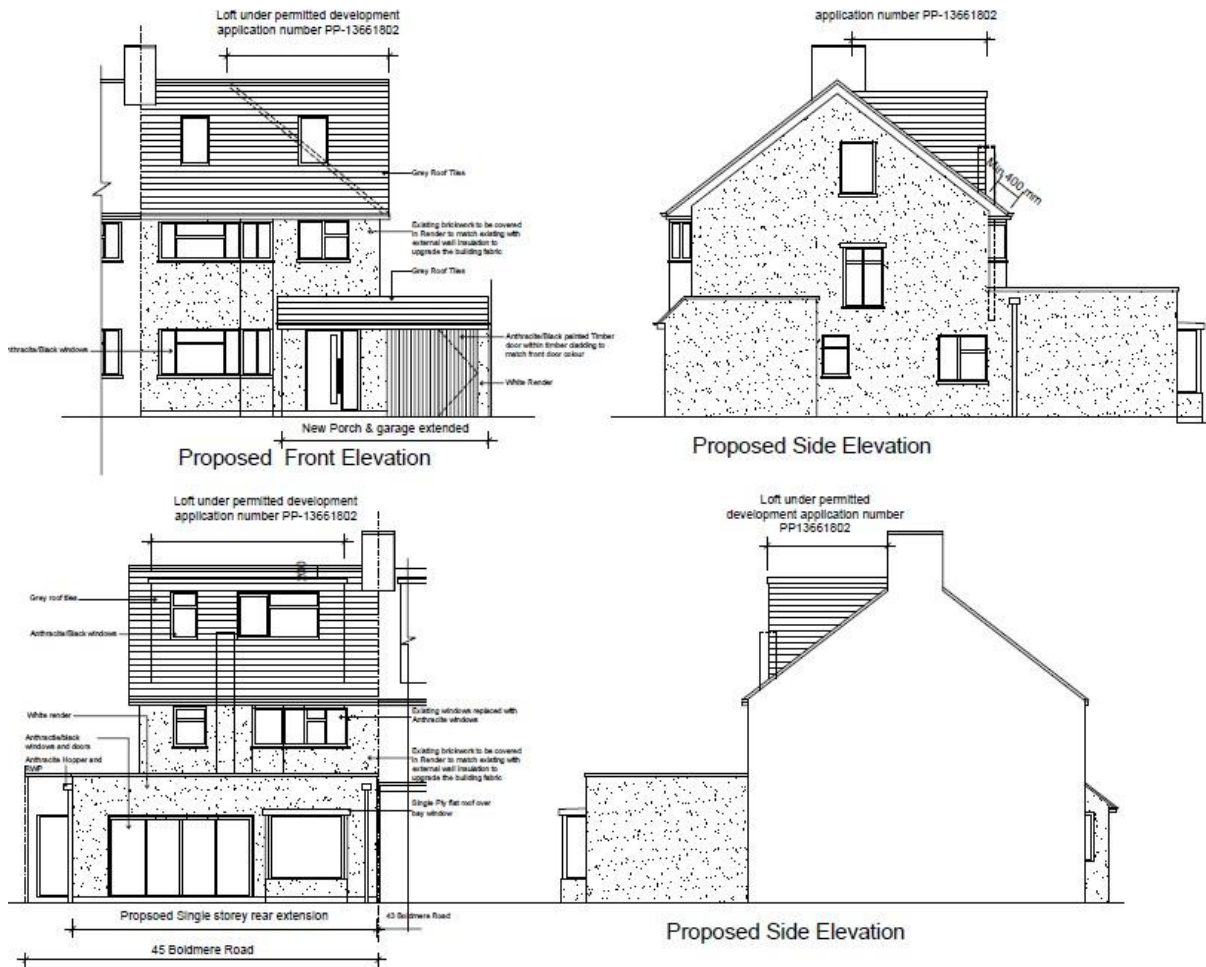 Loft under permitted development
application number PP-13661802
Grey Roof Tiles
Existing brickwork to be covered
in Render to match existing with
external wall insulation to
upgrade the building fabric
Grey Roof Tiles
Anthracite/Black painted Timber
door within timber cladding to
match front door colour
White Render
nthracite/Black windows
New Porch & garage extended
Proposed Front Elevation
application number PP-13661802
Min 400 mm
Proposed Side Elevation
Loft under permitted development
application number PP-13661802
200
Grey roof tiles
Anthracite/Black windows
White render
Anthracite/black
windows and doors
Anthracite Hopper and
RWP
Existing windows replaced with
Anthracite windows
Existing brickwork to be covered
in Render to match existing with
external wall insulation to
upgrade the building fabric
Single Ply flat roof over
bay window
Propsoed Single storey rear extension
43 Boldmere Road
45 Boldmere Road
Loft under permitted
development application number
PP13661802
Proposed Side Elevation